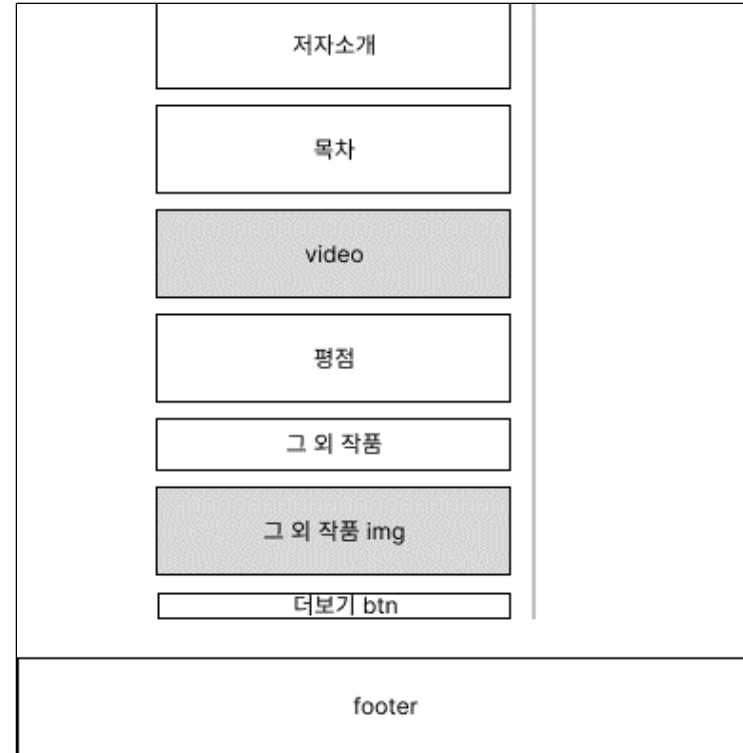 저자소개
목차
video
평점
그 외 작품
그 외 작품 img
더보기 btn
footer